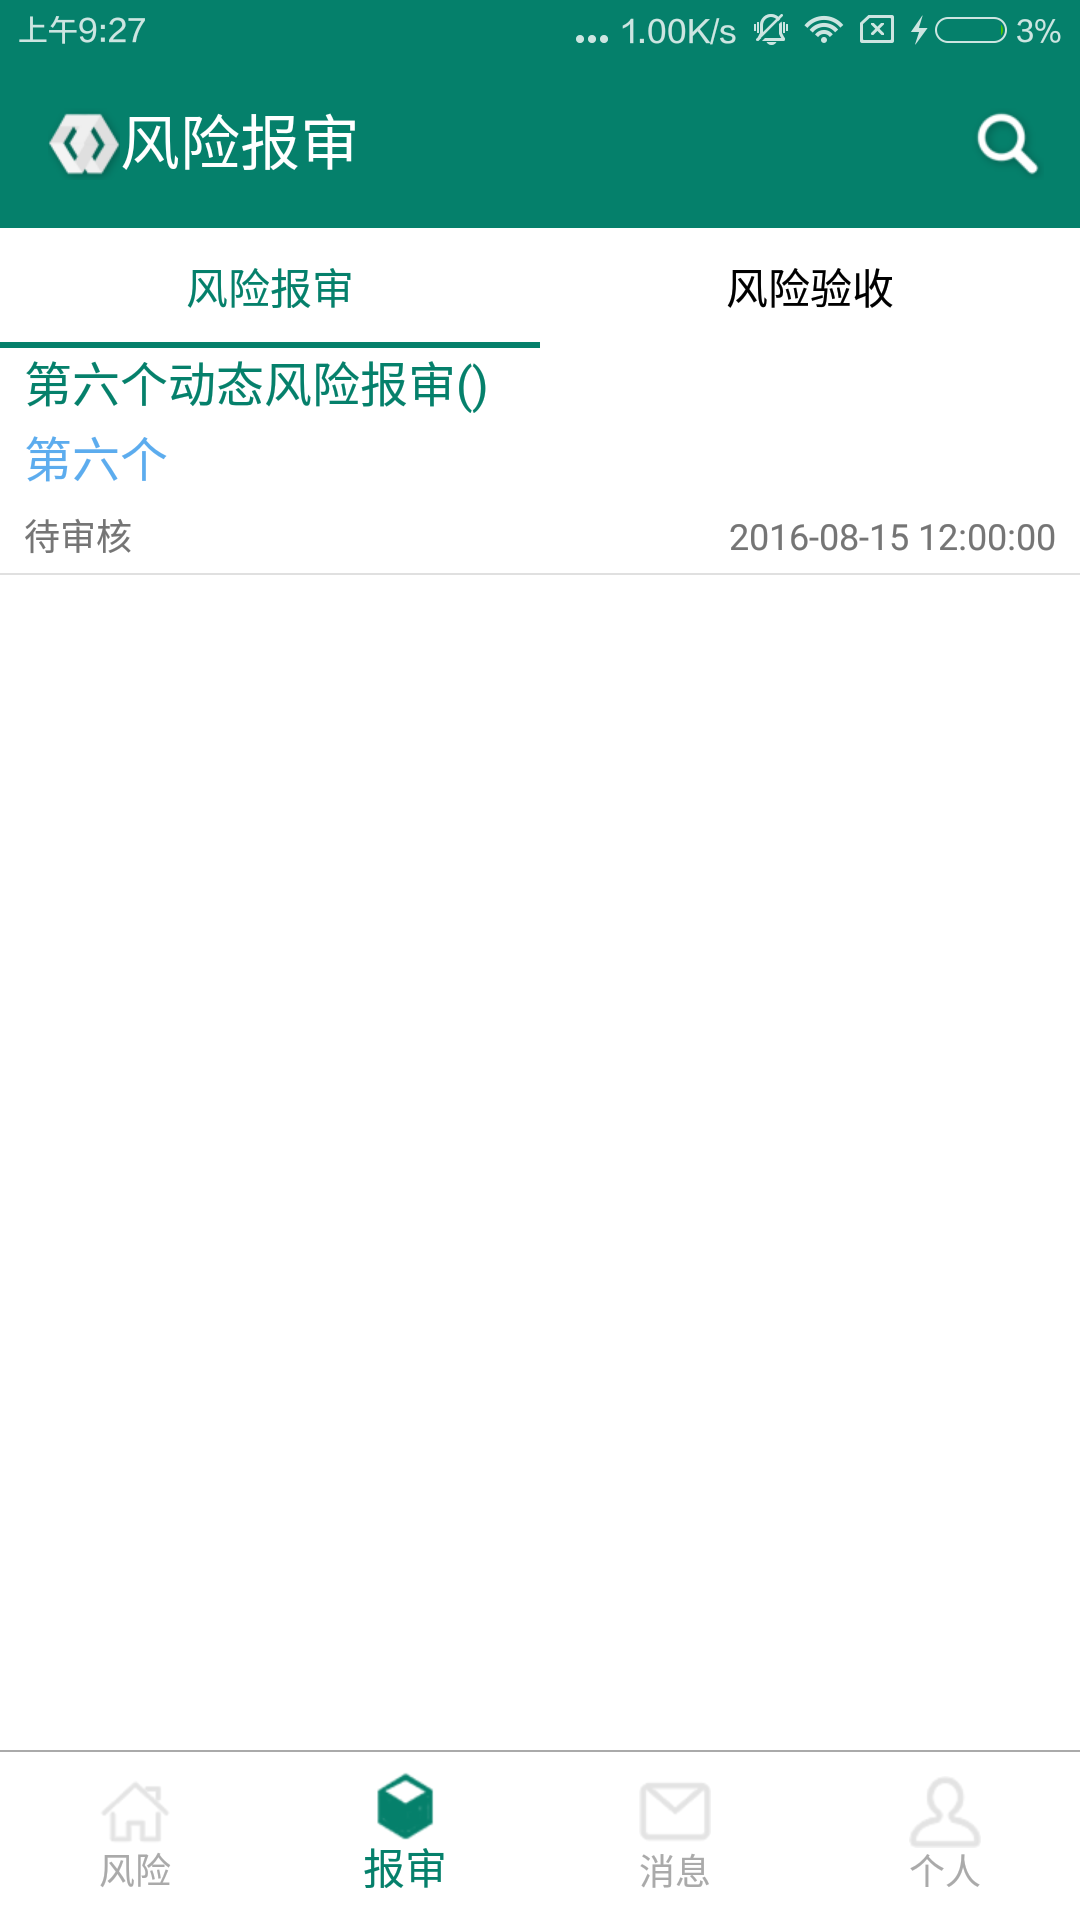 上午9:27 ... 1.00K/s 3%
风险报审
风险报审 风险验收
第六个动态风险报审()
第六个
待审核 2016-08-15 12:00:00
风险 报审 消息 个人